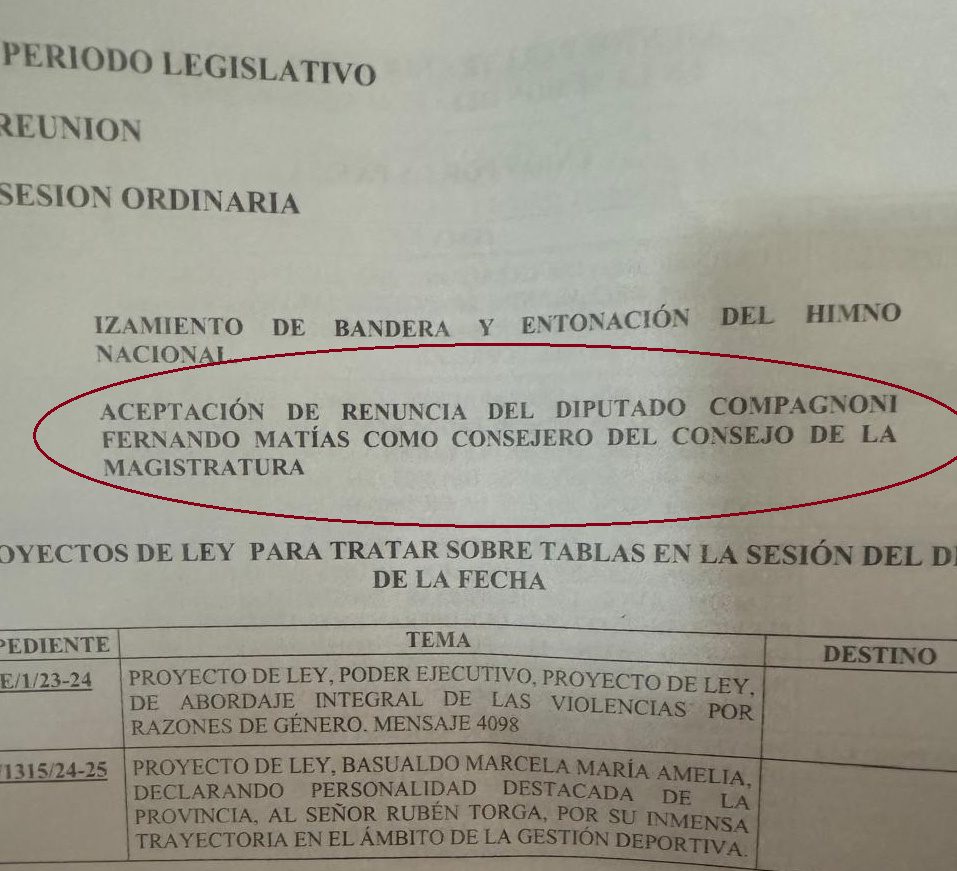 PERIODO LEGISLATIVO
REUNION
SESION ORDINARIA
IZAMIENTO DE BANDERA Y ENTONACIÓN DEL HIMNO
NACIONAL
ACEPTACIÓN DE RENUNCIA DEL DIPUTADO COMPAGNONI
FERNANDO MATÍAS COMO CONSEJERO DEL CONSEJO DE LA
MAGISTRATURA
OYECTOS DE LEY PARA TRATAR SOBRE TABLAS EN LA SESIÓN DEL
DE LA FECHA
PEDIENTE TEMA DESTINO
E/1/23-24 PROYECTO DE LEY, PODER EJECUTIVO, PROYECTO DE LEY,
DE ABORDAJE INTEGRAL DE LAS VIOLENCIAS POR
RAZONES DE GÉNERO. MENSAJE 4098
/1315/24-25 PROYECTO DE LEY, BASUALDO MARCELA MARÍA AMELIA,
DECLARANDO PERSONALIDAD DESTACADA DE LA
PROVINCIA, AL SEÑOR RUBÉN TORGA, POR SU INMENSA
TRAYECTORIA EN EL ÁMBITO DE LA GESTIÓN DEPORTIVA.